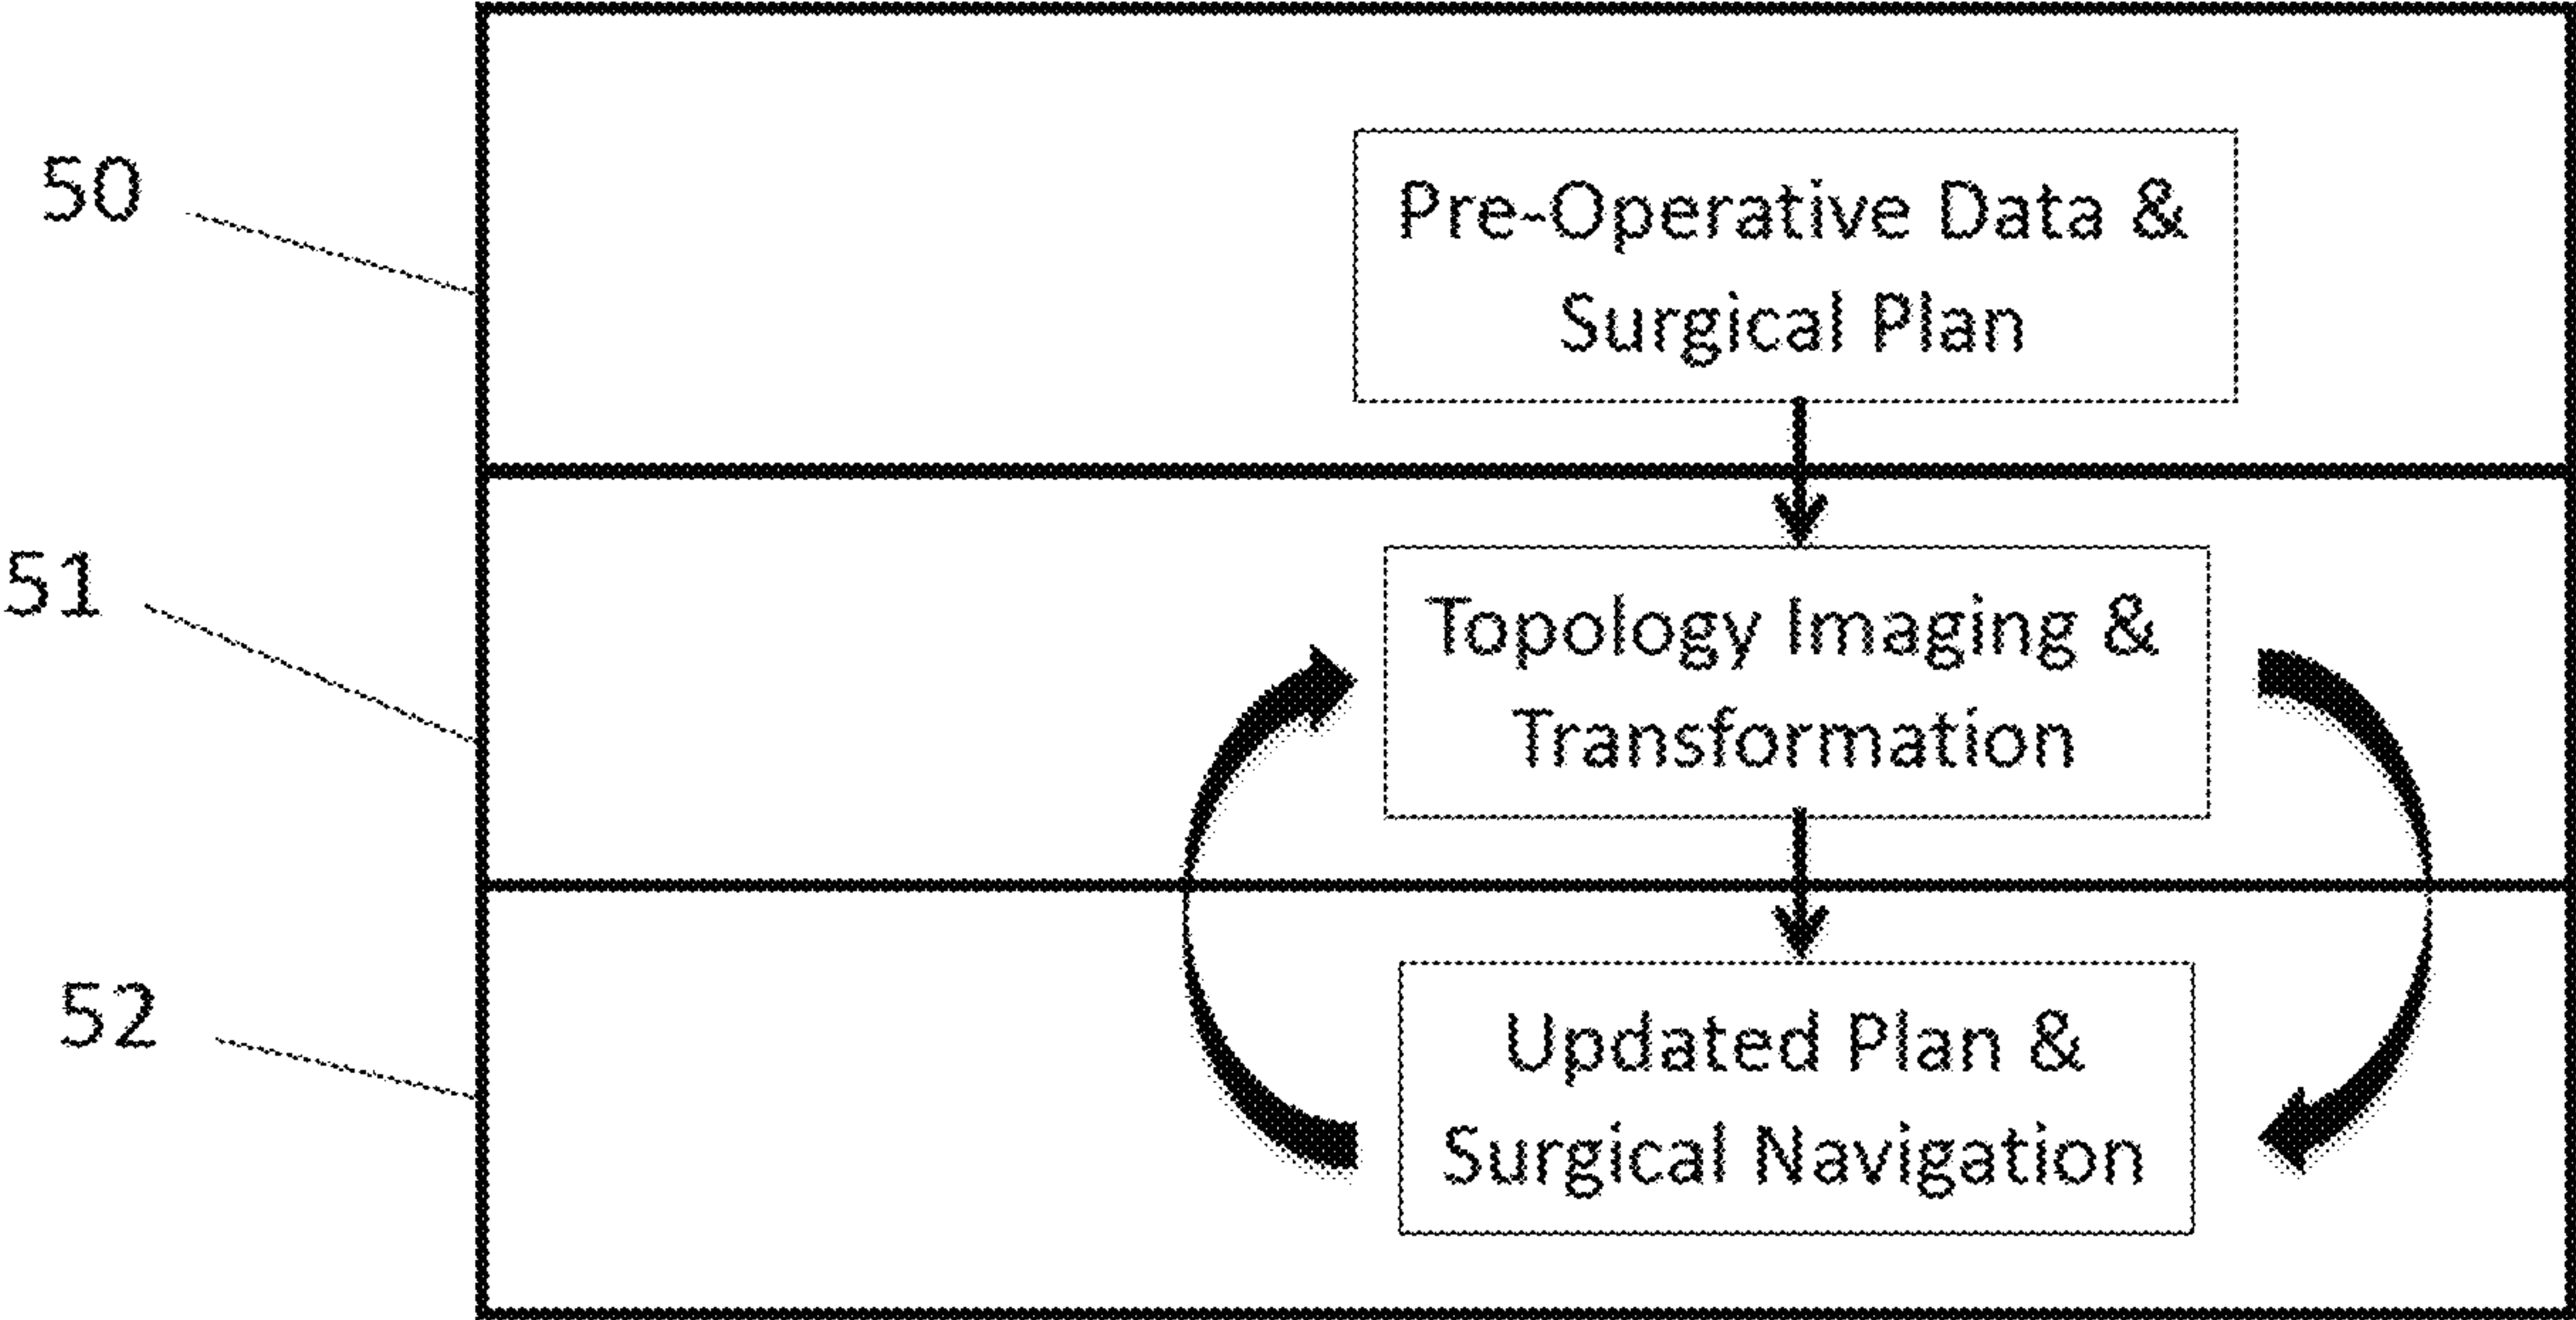 50
Pre-Operative Data &
Surgical Plan
51
Topology Imaging &
Transformation
52
Updated Plan &
Surgical Navigation